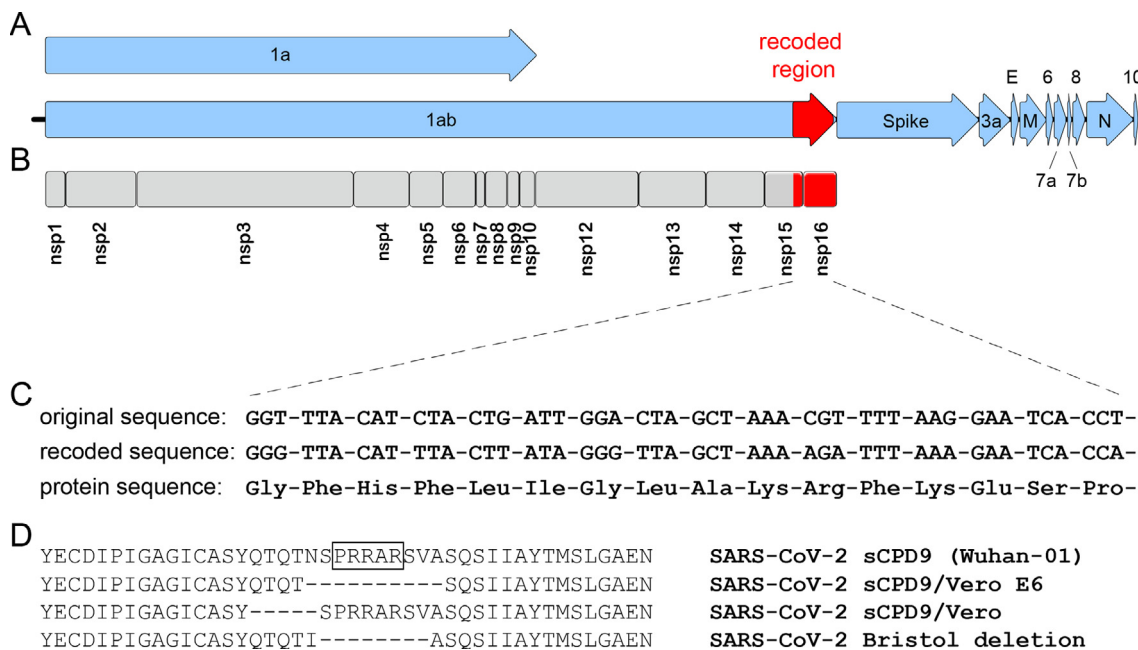 A
1a
recoded
region
E 6 8 10
1ab Spike 3a M N
7a 7b
B
nsp1 nsp2 nsp3 nsp4 nsp5 nsp6 nsp7 nsp8 nsp9 nsp10 nsp12 nsp13 nsp14 nsp15 nsp16
C
original sequence: GGT-TTA-CAT-CTA-CTG-ATT-GGA-CTA-GCT-AAA-CGT-TTT-AAG-GAA-TCA-CCT-
recoded sequence: GGG-TTA-CAT-TTA-CTT-ATA-GGG-TTA-GCT-AAA-AGA-TTT-AAA-GAA-TCA-CCA-
protein sequence: Gly-Phe-His-Phe-Leu-Ile-Gly-Leu-Ala-Lys-Arg-Phe-Lys-Glu-Ser-Pro-
D
YECDIPIGAGICASYQTQTNSPRRARSVASQSIIAYTMSLGAEN SARS-CoV-2 sCPD9 (Wuhan-01)
YECDIPIGAGICASYQTQT----------SQSIIAYTMSLGAEN SARS-CoV-2 sCPD9/Vero E6
YECDIPIGAGICASY-----SPRRARSVASQSIIAYTMSLGAEN SARS-CoV-2 sCPD9/Vero
YECDIPIGAGICASYQTQTI--------ASQSIIAYTMSLGAEN SARS-CoV-2 Bristol deletion